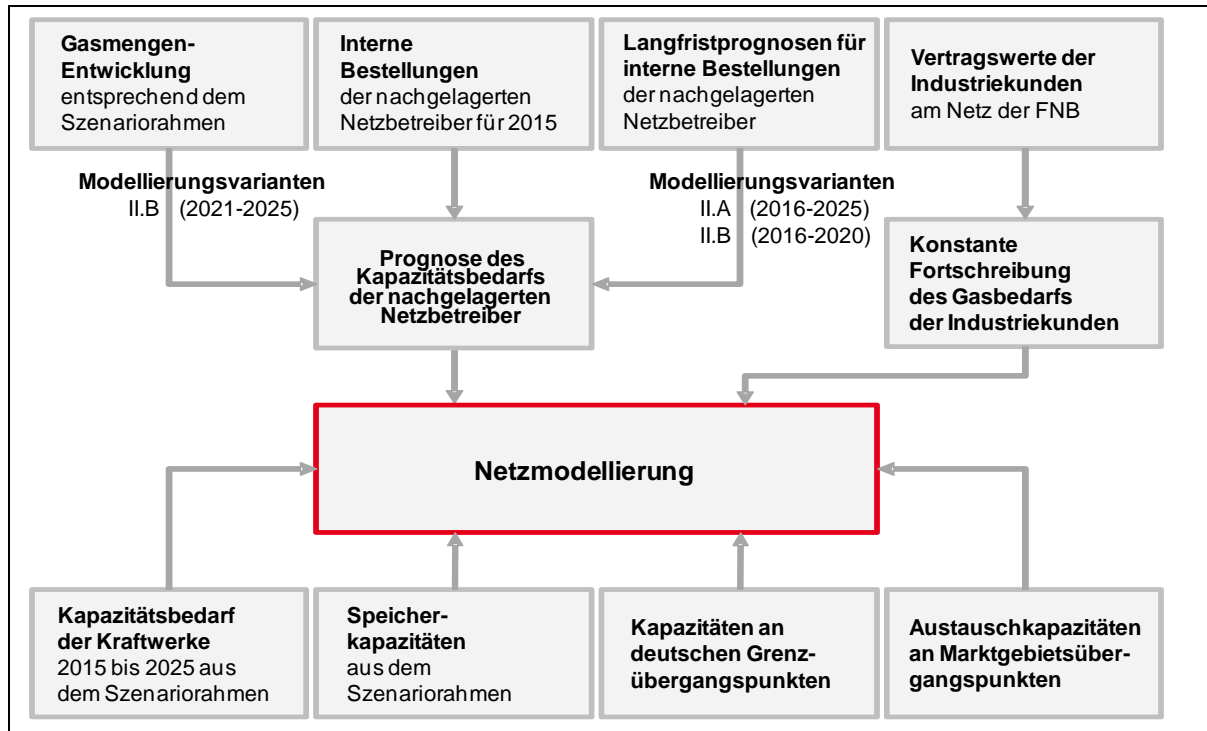 Gasmengen-
Entwicklung
entsprechend dem
Szenariorahmen
Interne
Bestellungen
der nachgelagerten
Netzbetreiber für 2015
Langfristprognosen für
interne Bestellungen
der nachgelagerten
Netzbetreiber
Vertragswerte der
Industriekunden
am Netz der FNB
Modellierungsvarianten
II.B (2021-2025)
Modellierungsvarianten
II.A (2016-2025)
II.B (2016-2020)
Prognose des
Kapazitätsbedarfs
der nachgelagerten
Netzbetreiber
Konstante
Fortschreibung
des Gasbedarfs
der Industriekunden
Netzmodellierung
Kapazitätsbedarf
der Kraftwerke
2015 bis 2025 aus
dem Szenariorahmen
Speicher-
kapazitäten
aus dem
Szenariorahmen
Kapazitäten an
deutschen Grenz-
übergangspunkten
Austauschkapazitäten
an Marktgebietsüber-
gangspunkten